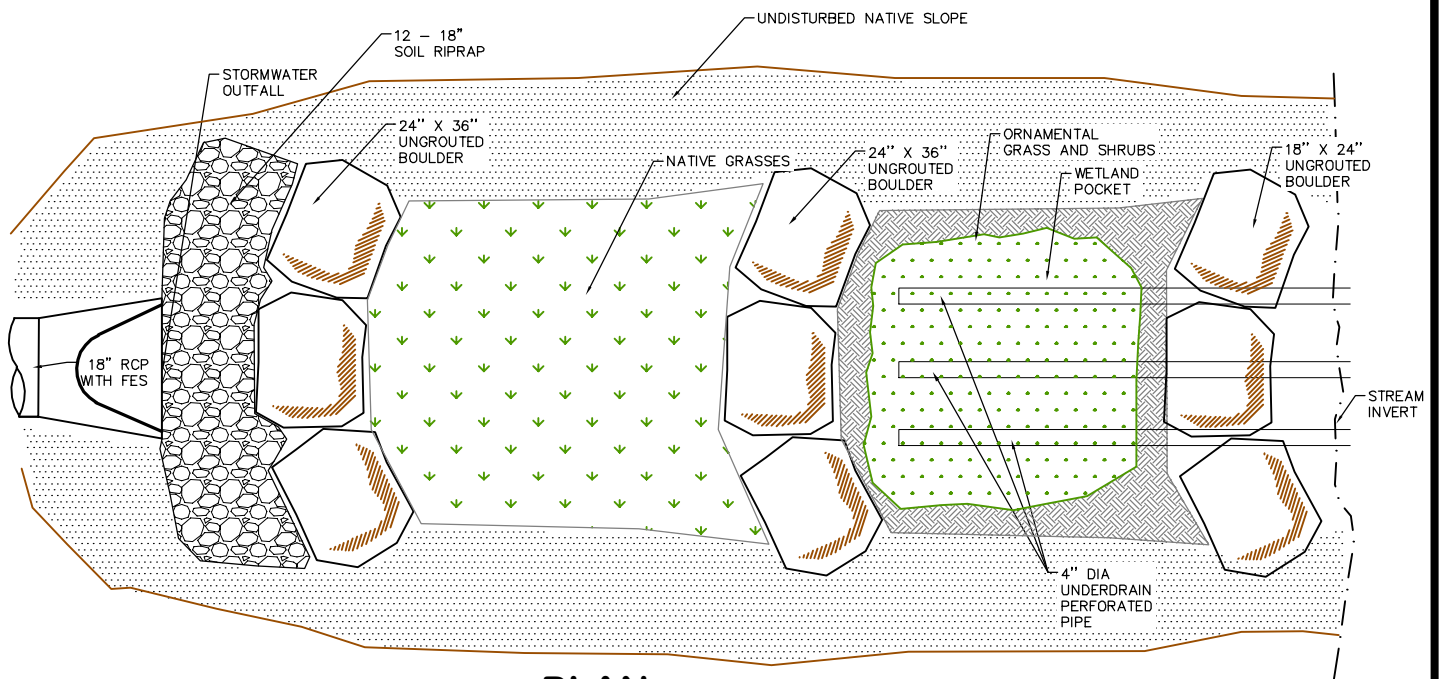 UNDISTURBED NATIVE SLOPE
12 – 18"
SOIL RIPRAP
STORMWATER
OUTFALL
24" X 36"
UNGROUTED
BOULDER
NATIVE GRASSES
24" X 36"
UNGROUTED
BOULDER
ORNAMENTAL
GRASS AND SHRUBS
WETLAND
POCKET
18" X 24"
UNGROUTED
BOULDER
18" RCP
WITH FES
STREAM
INVERT
4" DIA
UNDERDRAIN
PERFORATED
PIPE